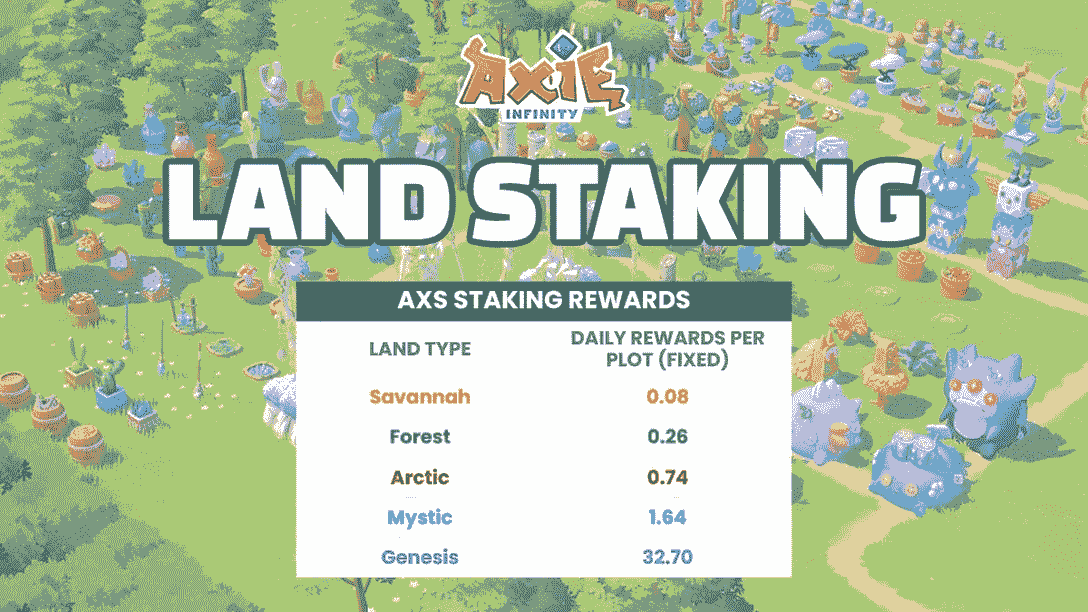 AXIE
INFINITY
LAND STAKING
AXS STAKING REWARDS
LAND TYPE
DAILY REWARDS PER
PLOT (FIXED)
Savannah 0.08
Forest 0.26
Arctic 0.74
Mystic 1.64
Genesis 32.70